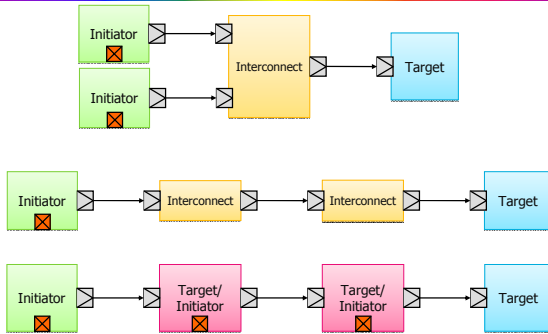 Initiator
Interconnect
Target
Initiator
Initiator
Interconnect
Interconnect
Target
Initiator
Target/
Initiator
Target/
Initiator
Target